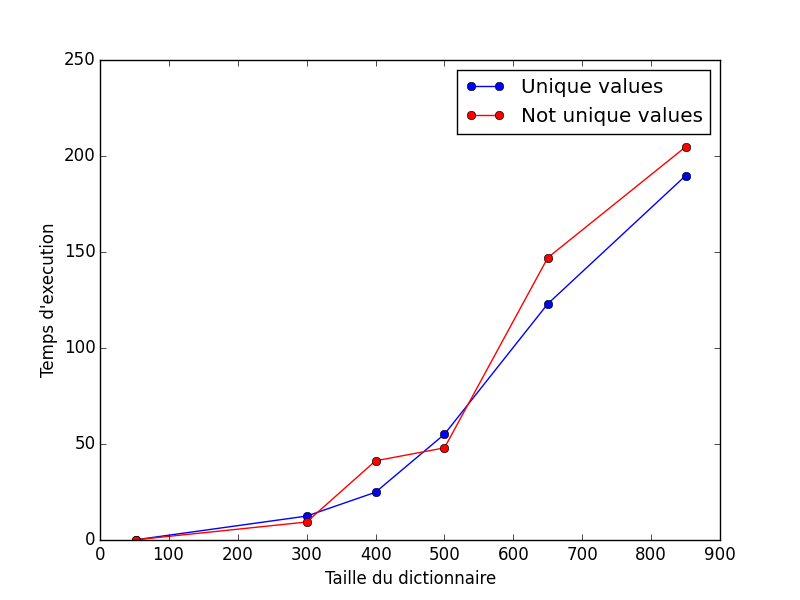 Unique values
Not unique values
250
200
150
100
50
0
Temps d'execution
0 100 200 300 400 500 600 700 800 900
Taille du dictionnaire